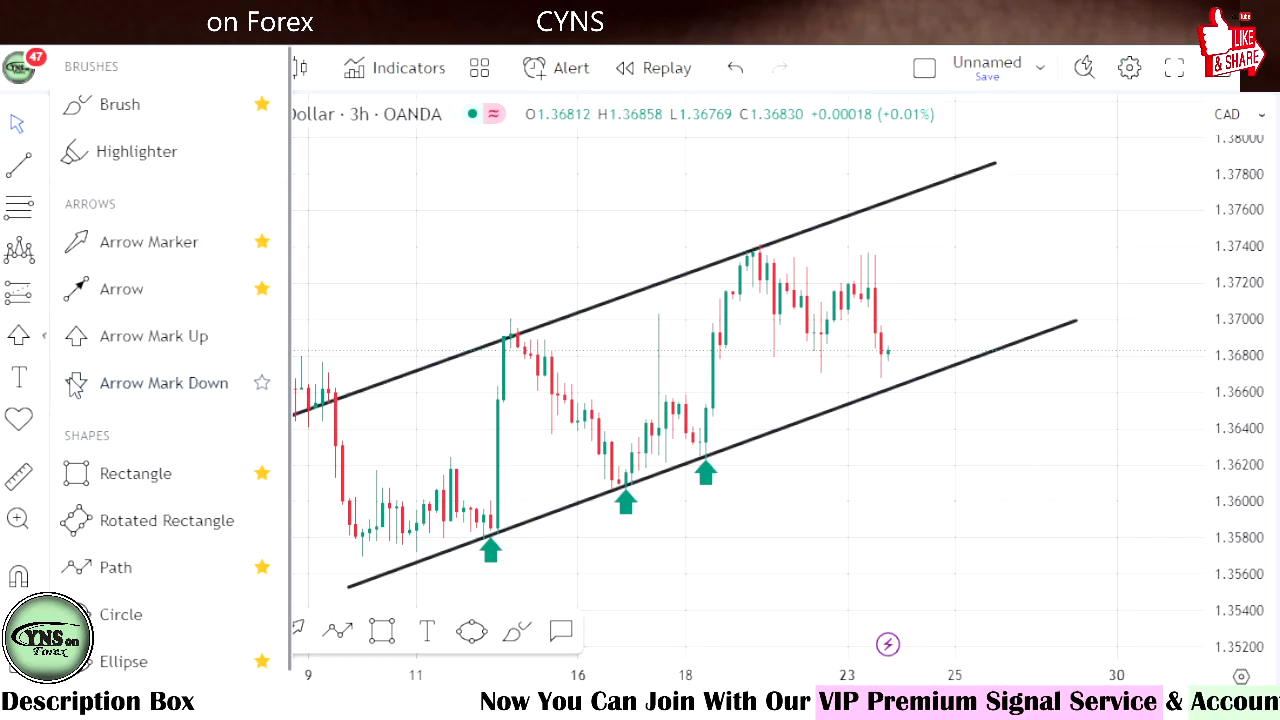 on Forex CYNS
LIKE
& SHARE
47
BRUSHES
Brush
Highlighter
ARROWS
Arrow Marker
Arrow
Arrow Mark Up
Arrow Mark Down
SHAPES
Rectangle
Rotated Rectangle
Path
Circle
Ellipse
Indicators Alert Replay Unnamed
Save
Dollar · 3h · OANDA O1.36812 H1.36858 L1.36769 C1.36830 +0.00018 (+0.01%) CAD
1.38000
1.37800
1.37600
1.37400
1.37200
1.37000
1.36800
1.36600
1.36400
1.36200
1.36000
1.35800
1.35600
1.35400
1.35200
9 11 16 18 23 25 30
CYNS on
Forex
Description Box Now You Can Join With Our VIP Premium Signal Service & Accoun